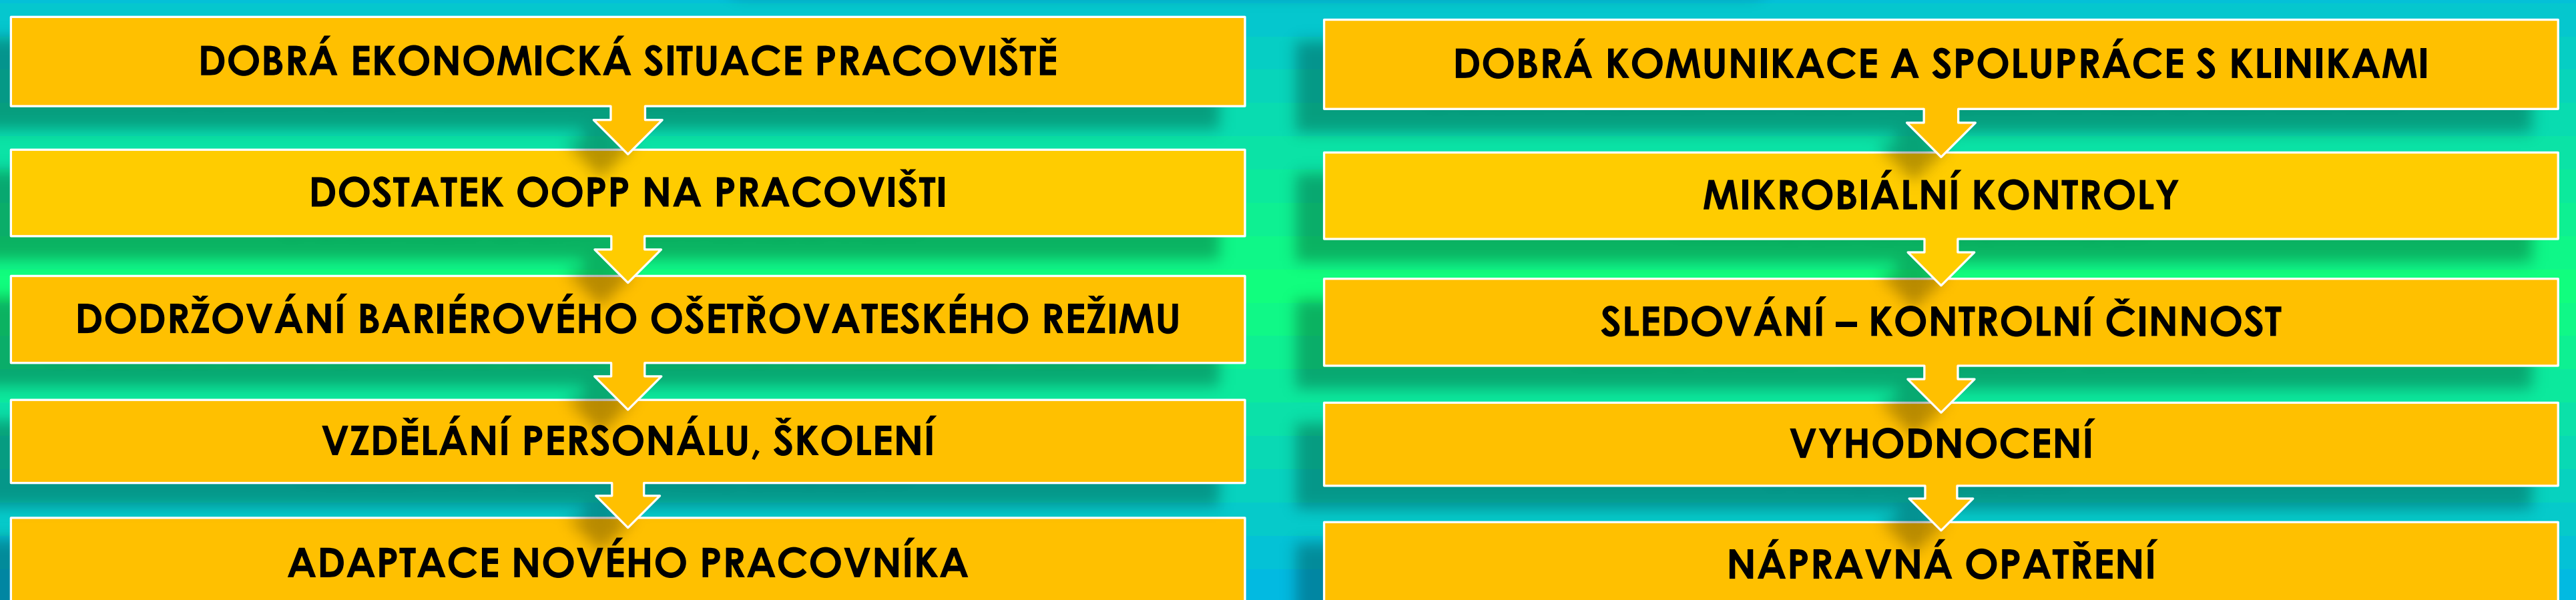 DOBRÁ EKONOMICKÁ SITUACE PRACOVIŠTĚ
DOSTATEK OOPP NA PRACOVIŠTI
DODRŽOVÁNÍ BARIÉROVÉHO OŠETŘOVATESKÉHO REŽIMU
VZDĚLÁNÍ PERSONÁLU, ŠKOLENÍ
ADAPTACE NOVÉHO PRACOVNÍKA
DOBRÁ KOMUNIKACE A SPOLUPRÁCE S KLINIKAMI
MIKROBIÁLNÍ KONTROLY
SLEDOVÁNÍ – KONTROLNÍ ČINNOST
VYHODNOCENÍ
NÁPRAVNÁ OPATŘENÍ